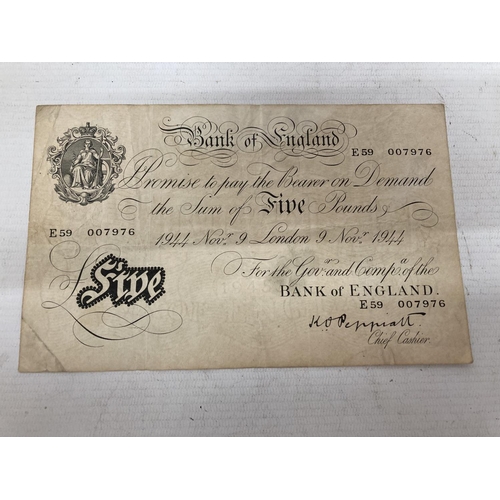 Bank of England
E59 007976
I Promise to pay the Bearer on Demand
the Sum of Five Pounds
E59 007976
1944 Nov.r 9 London 9 Nov.r 1944
For the Gov.r and Comp.a of the
£Five
BANK OF ENGLAND.
E59 007976
K O Peppiatt
Chief Cashier.